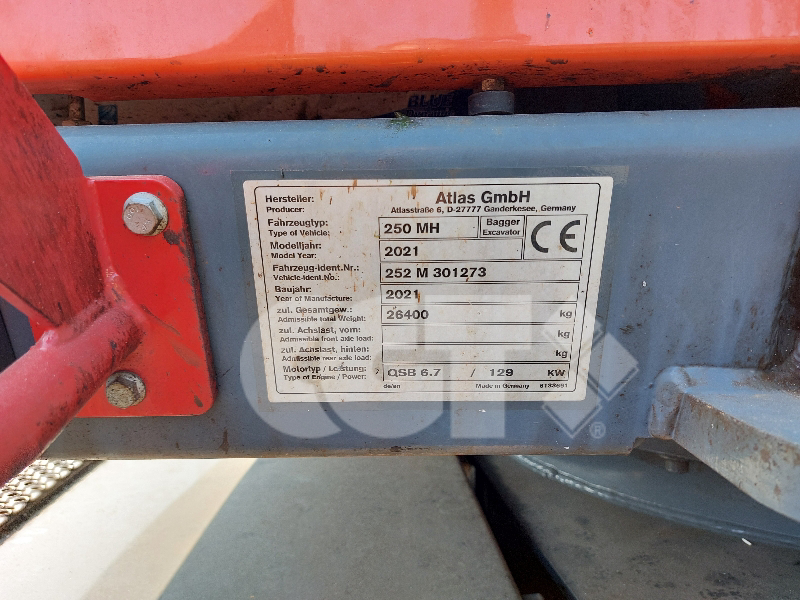 BLUE
Hersteller: Atlas GmbH
Producer: Atlasstraße 6, D-27777 Ganderkesee, Germany
Fahrzeugtyp: 250 MH Bagger
Type of Vehicle: Excavator
CE
Modelljahr: 2021
Model Year:
Fahrzeug-Ident.Nr.: 252 M 301273
Vehicle-Ident.No.:
Baujahr: 2021
Year of Manufacture:
zul. Gesamtgew.: 26400 kg
Admissible total Weight:
zul. Achslast, vorn: kg
Admissible front axle load:
zul. Achslast, hinten: kg
Admissible rear axle load:
Motortyp / Leistung: QSB 6.7 / 129 KW
Type of Engine / Power:
de/en Made in Germany
®